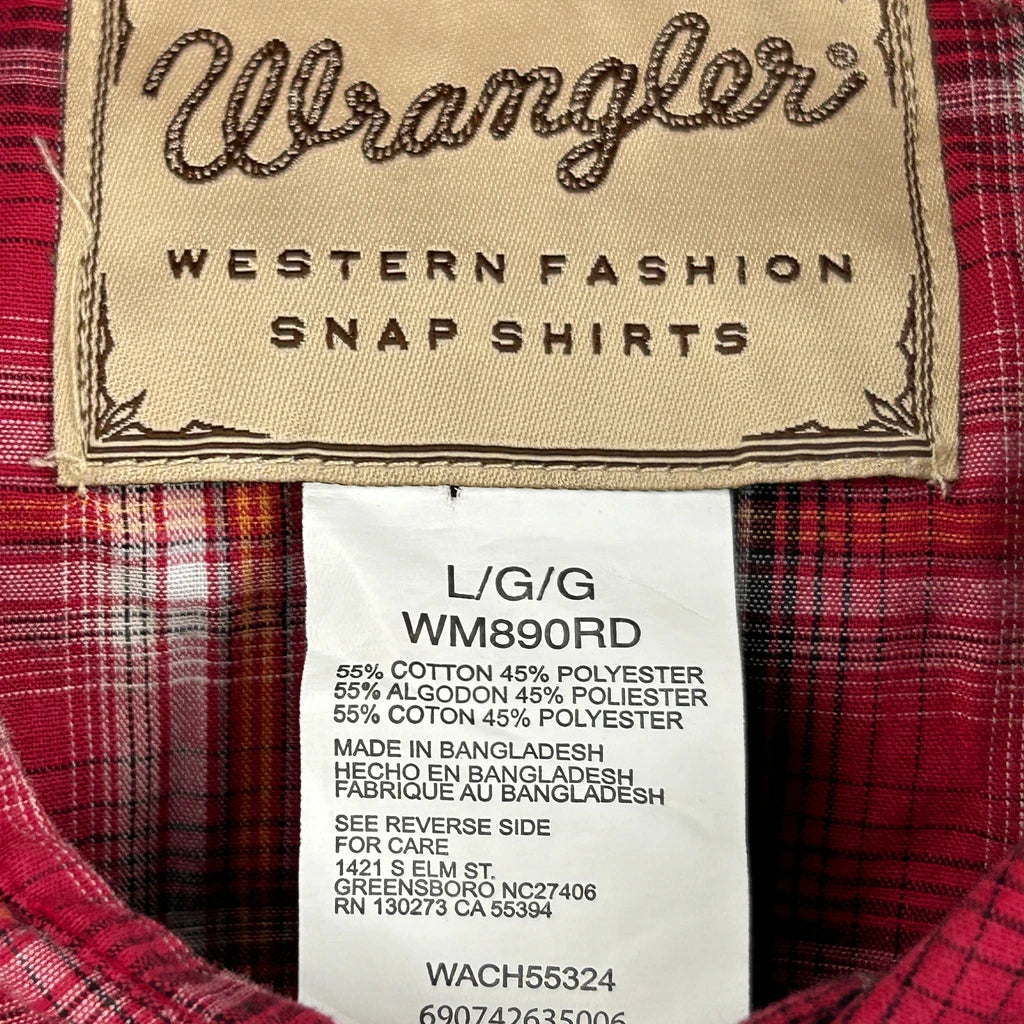 Wrangler®
WESTERN FASHION
SNAP SHIRTS
L/G/G
WM890RD
55% COTTON 45% POLYESTER
55% ALGODON 45% POLIESTER
55% COTON 45% POLYESTER
MADE IN BANGLADESH
HECHO EN BANGLADESH
FABRIQUE AU BANGLADESH
SEE REVERSE SIDE
FOR CARE
1421 S ELM ST.
GREENSBORO NC27406
RN 130273 CA 55394
WACH55324
690742635006